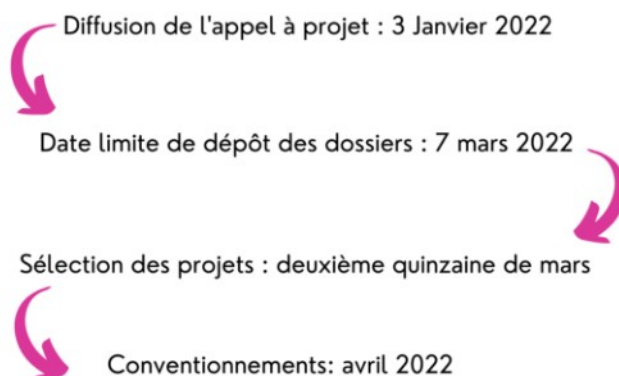 Diffusion de l'appel à projet : 3 Janvier 2022
Date limite de dépôt des dossiers : 7 mars 2022
Sélection des projets : deuxième quinzaine de mars
Conventionnements: avril 2022